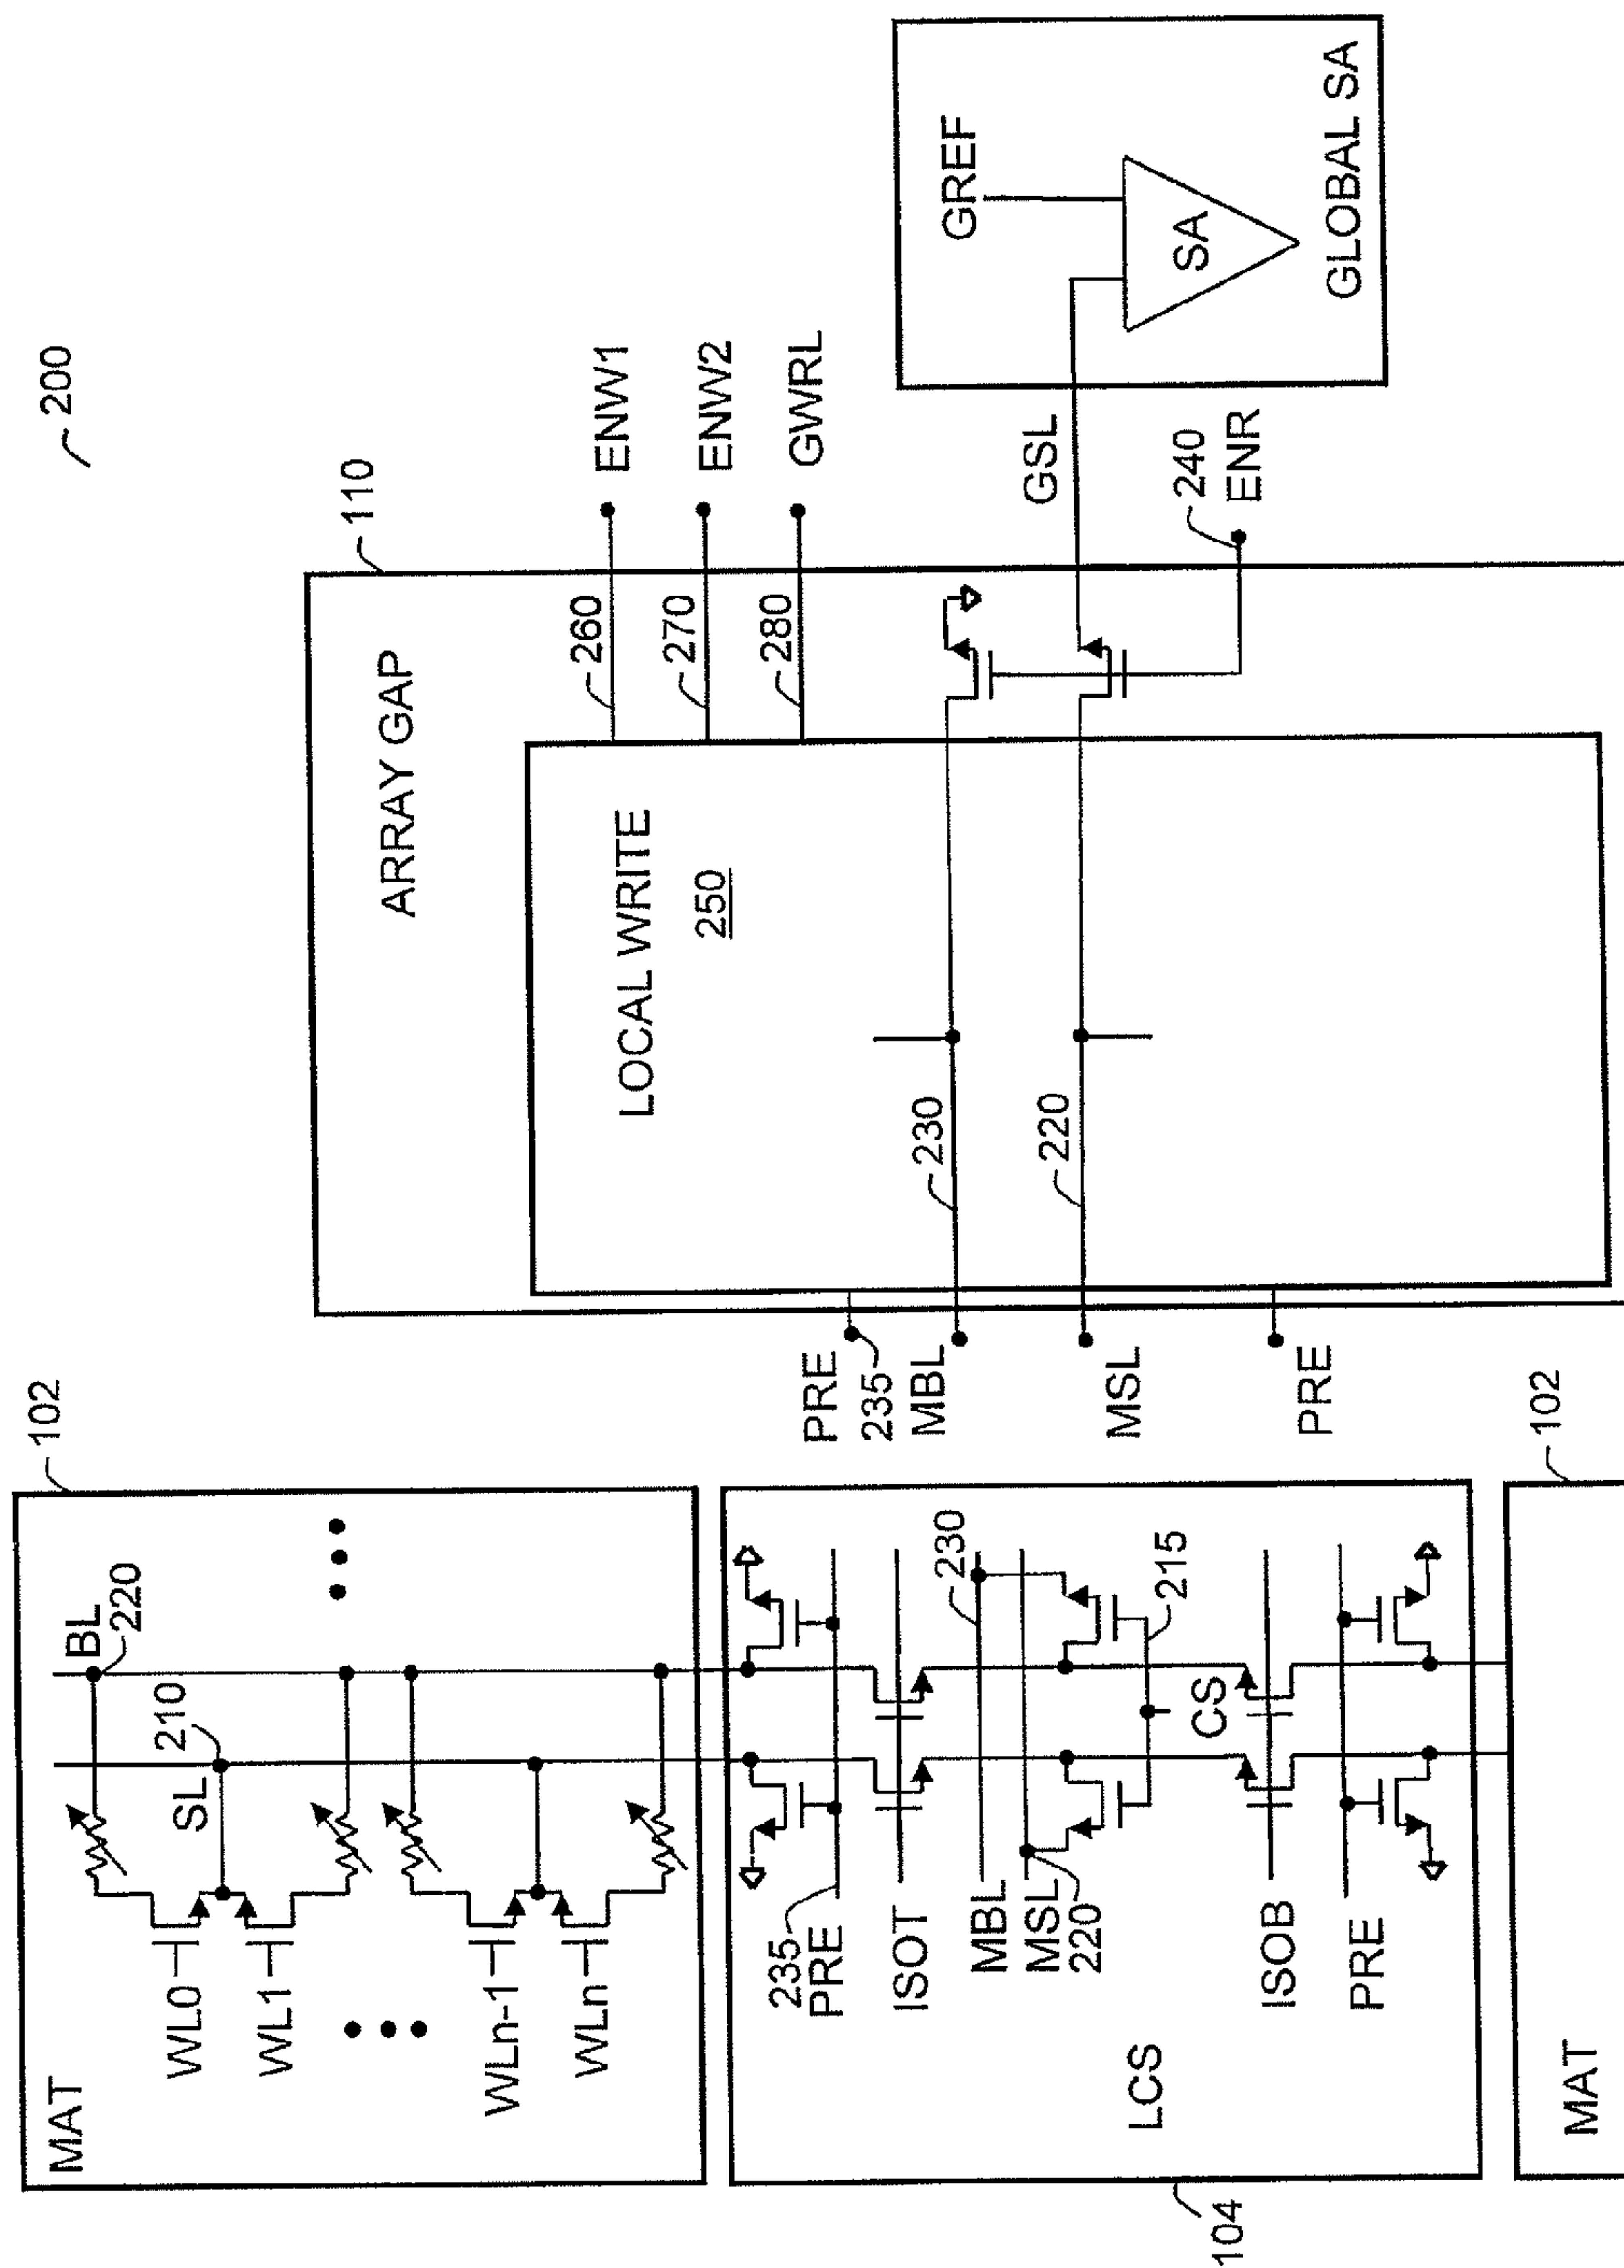 200
MAT
102
BL
220
210
SL
WL0
WL1
WLn-1
WLn
LCS
104
235
PRE
ISOT
MBL
230
MSL
220
215
CS
ISOB
PRE
MAT
102
110
ARRAY GAP
LOCAL WRITE
250
PRE
235
MBL
230
MSL
220
PRE
260
ENW1
270
ENW2
280
GWRL
GSL
240
ENR
GREF
SA
GLOBAL SA